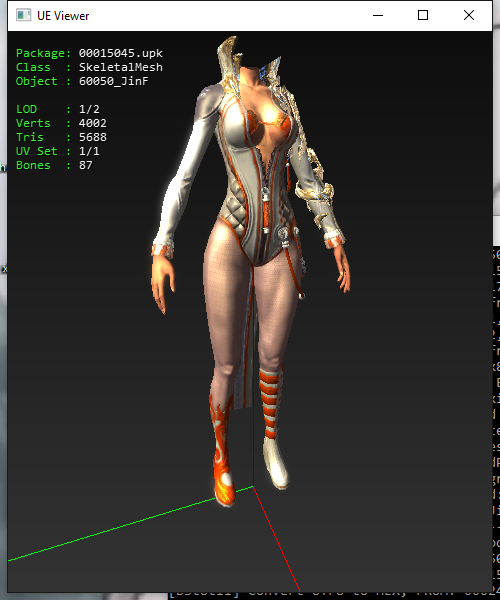 UE Viewer
Package: 00015045.upk
Class  : SkeletalMesh
Object : 60050_JinF
LOD    : 1/2
Verts  : 4002
Tris   : 5688
UV Set : 1/1
Bones  : 87